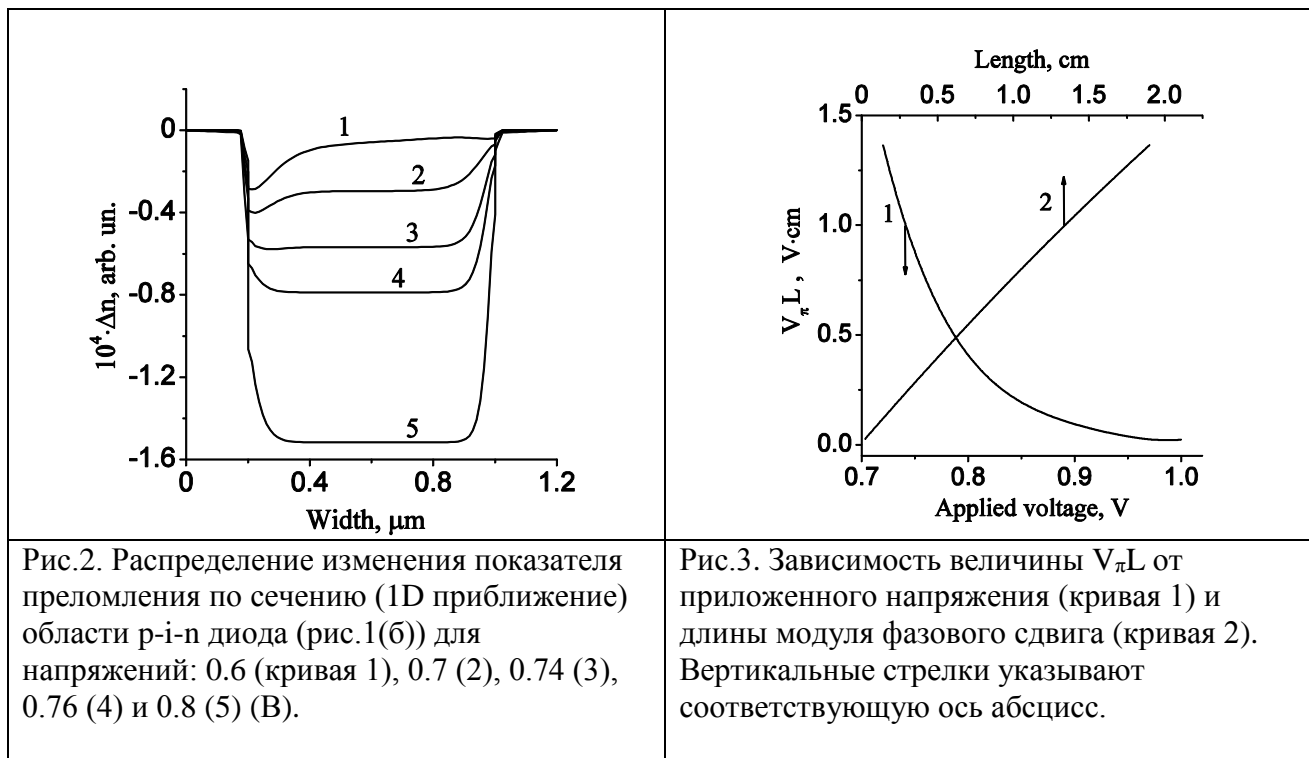 0
-0.4
-0.8
-1.2
-1.6
10⁴·Δn, arb. un.
1
2
3
4
5
0 0.4 0.8 1.2
Width, μm
Length, cm
0 0.5 1.0 1.5 2.0
1.5
1.0
0.5
0.0
VπL , V·cm
1
2
0.7 0.8 0.9 1.0
Applied voltage, V
Рис.2. Распределение изменения показателя
преломления по сечению (1D приближение)
области p-i-n диода (рис.1(б)) для
напряжений: 0.6 (кривая 1), 0.7 (2), 0.74 (3),
0.76 (4) и 0.8 (5) (В).
Рис.3. Зависимость величины VπL от
приложенного напряжения (кривая 1) и
длины модуля фазового сдвига (кривая 2).
Вертикальные стрелки указывают
соответствующую ось абсцисс.